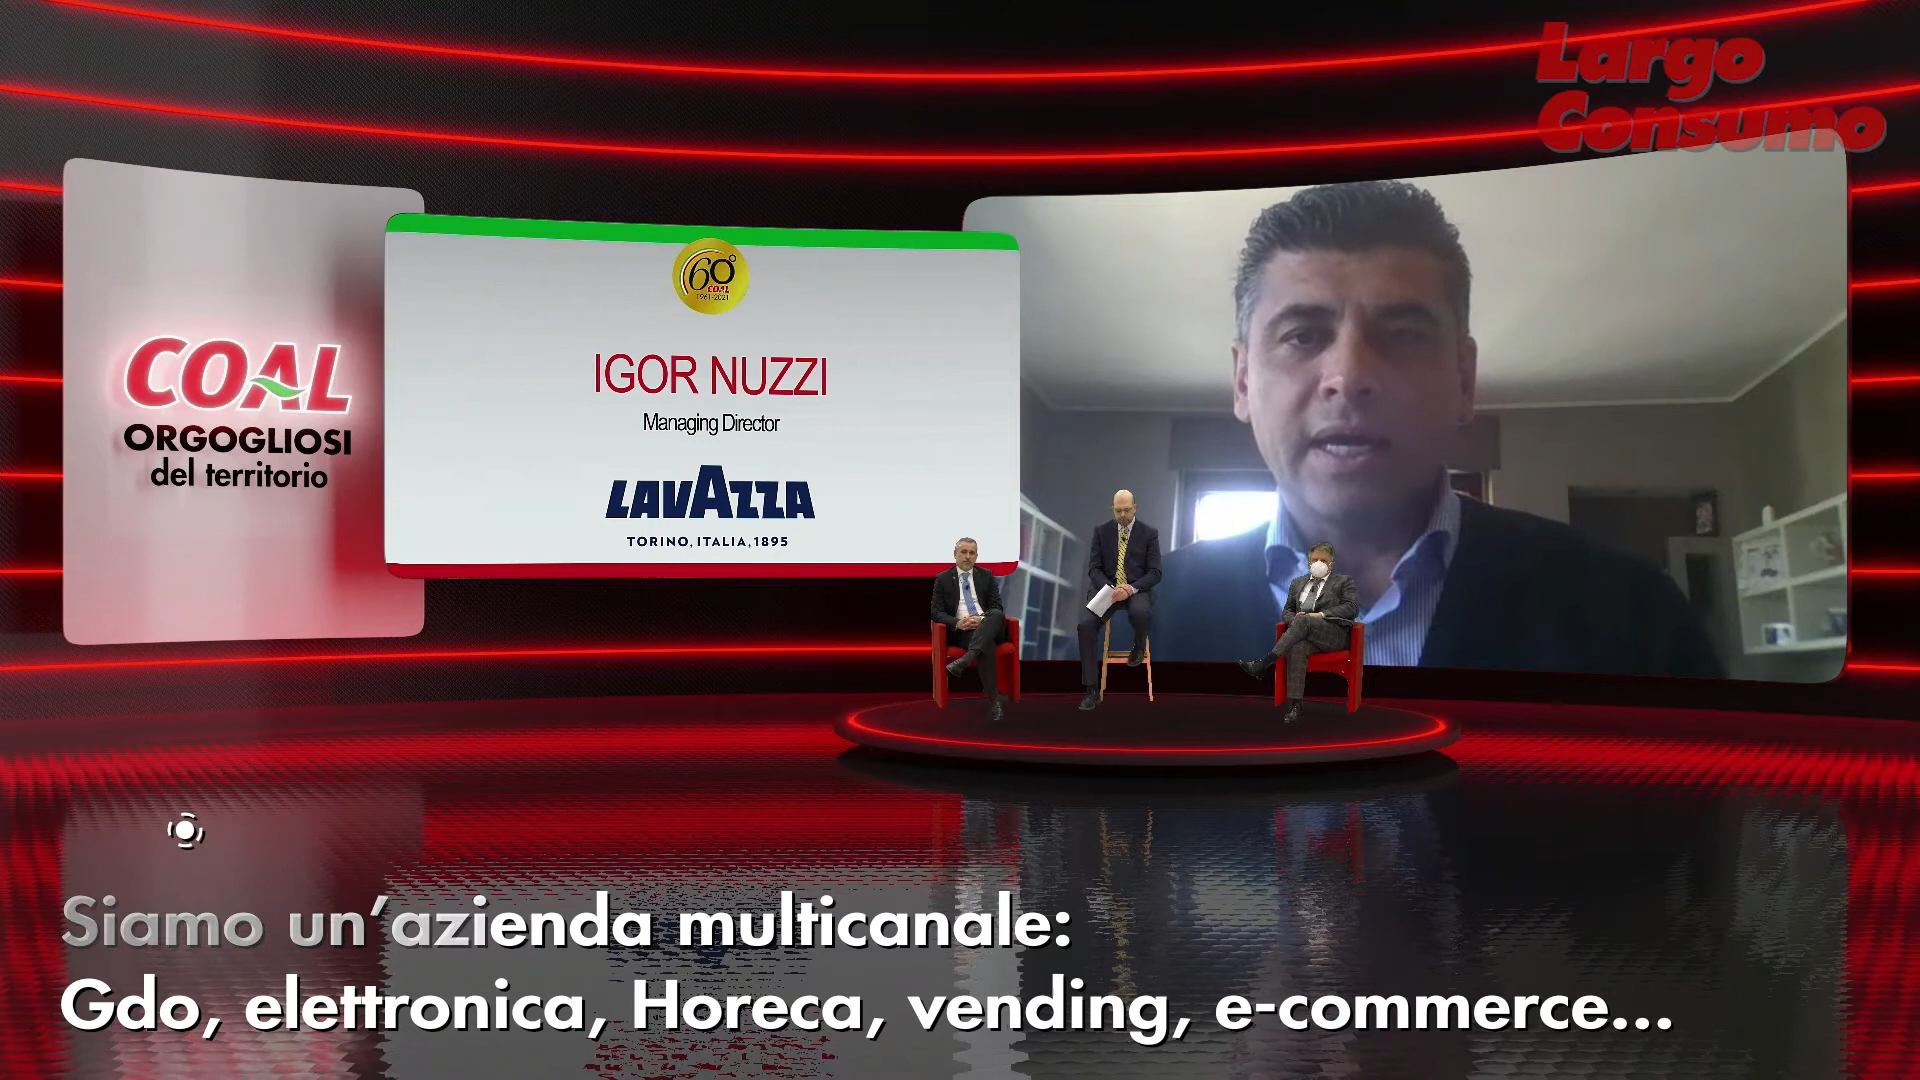 Largo
Consumo
COAL
ORGOGLIOSI
del territorio
60°
COAL
1961-2021
IGOR NUZZI
Managing Director
LAVAZZA
TORINO, ITALIA, 1895
Siamo un’azienda multicanale:
Gdo, elettronica, Horeca, vending, e-commerce...